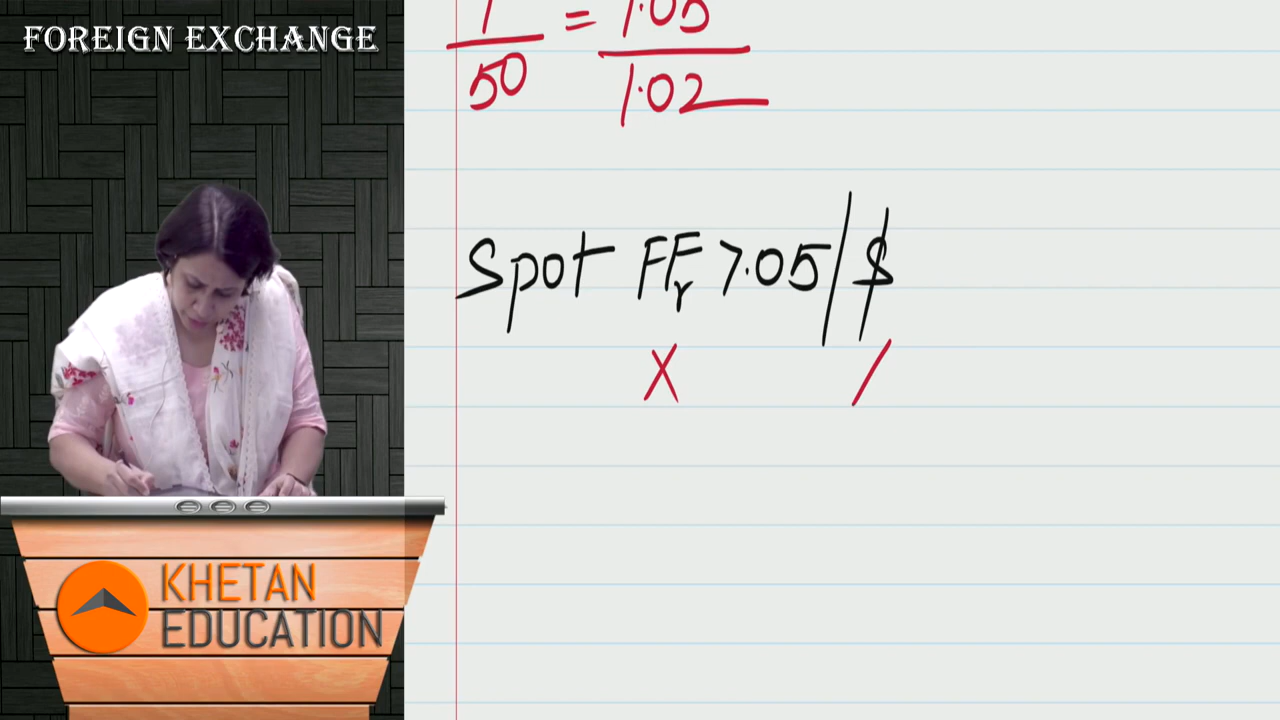 FOREIGN EXCHANGE
1/50 = 1.05/1.02
Spot FFr 7.05/$
X /
KHETAN
EDUCATION